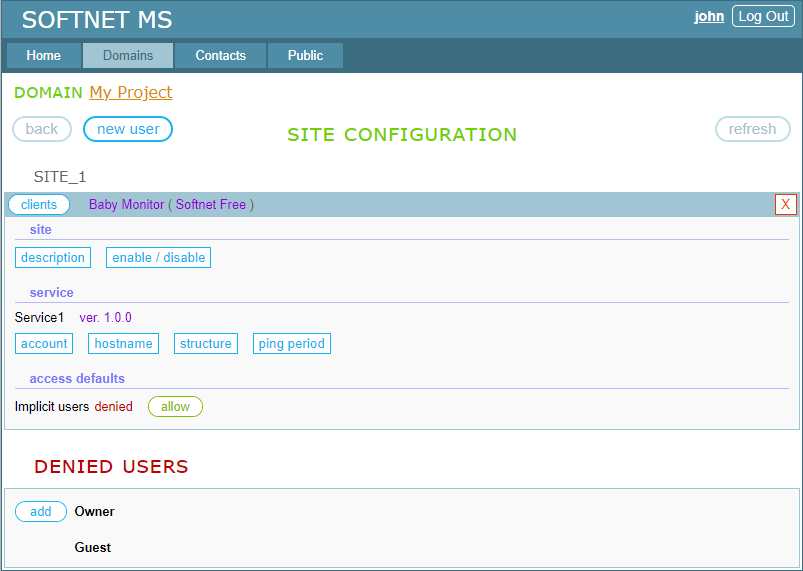 SOFTNET MS john Log Out
Home Domains Contacts Public
DOMAIN My Project
back new user SITE CONFIGURATION refresh
SITE_1
clients Baby Monitor ( Softnet Free ) X
site
description enable / disable
service
Service1 ver. 1.0.0
account hostname structure ping period
access defaults
Implicit users denied allow
DENIED USERS
add Owner
Guest